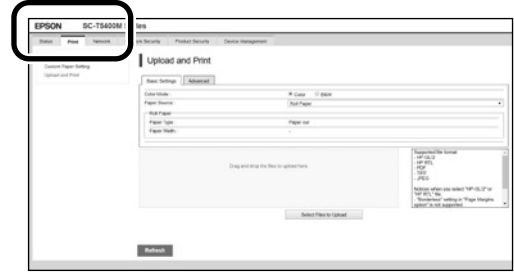 EPSON SC-T5400M S ies
Status Print Network k Security Product Security Device Management
Upload and Print
Custom Paper Setting
Upload and Print
Basic Settings Advanced
Color Mode: Color B&W
Paper Source: Roll Paper
Roll Paper
Paper Type: Paper out
Paper Width: -
Drag and drop the files to upload here.
Supported file format
- HP-GL/2
- HP RTL
- PDF
- TIFF
- JPEG
Notices when you select "HP-GL/2" or
"HP RTL" file.
- "Borderless" setting in "Page Margins
option" is not supported.
Select Files to Upload
Refresh